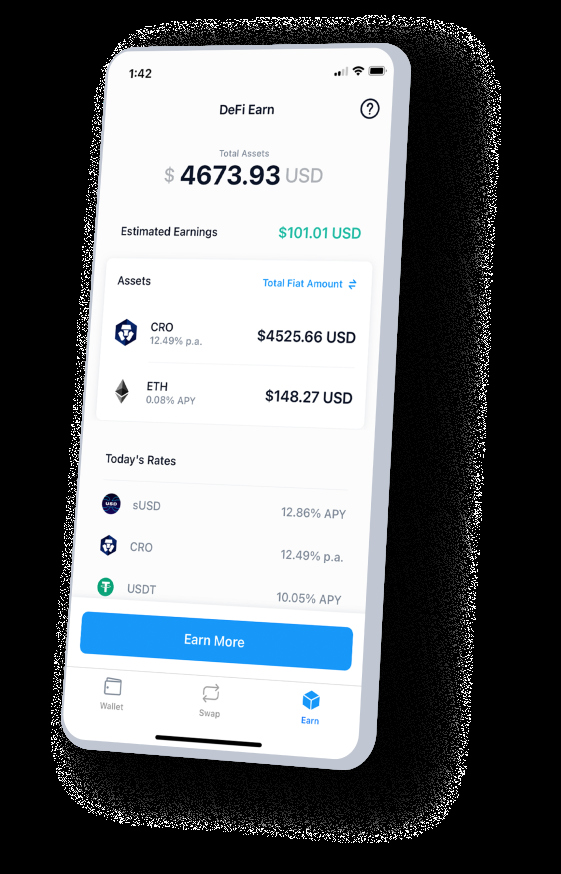 1:42
DeFi Earn
Total Assets
$ 4673.93 USD
Estimated Earnings $101.01 USD
Assets Total Fiat Amount
CRO
12.49% p.a.
$4525.66 USD
ETH
0.08% APY
$148.27 USD
Today's Rates
sUSD 12.86% APY
CRO 12.49% p.a.
USDT 10.05% APY
Earn More
Wallet Swap Earn